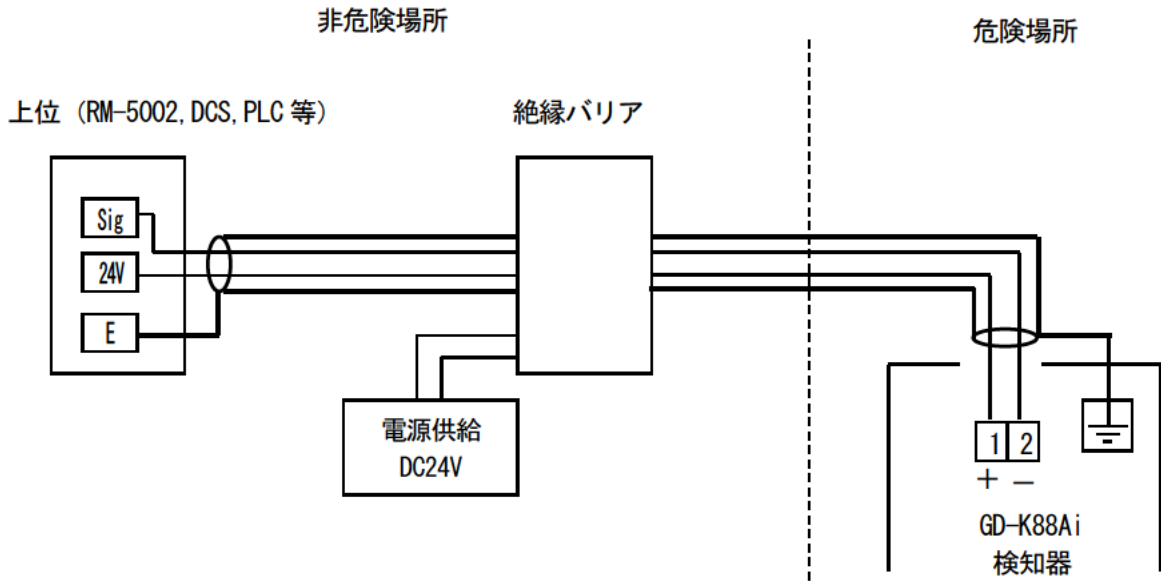 非危険場所
危険場所
上位 (RM-5002, DCS, PLC 等)
絶縁バリア
Sig
24V
E
電源供給
DC24V
1 2
+ −
GD-K88Ai
検知器